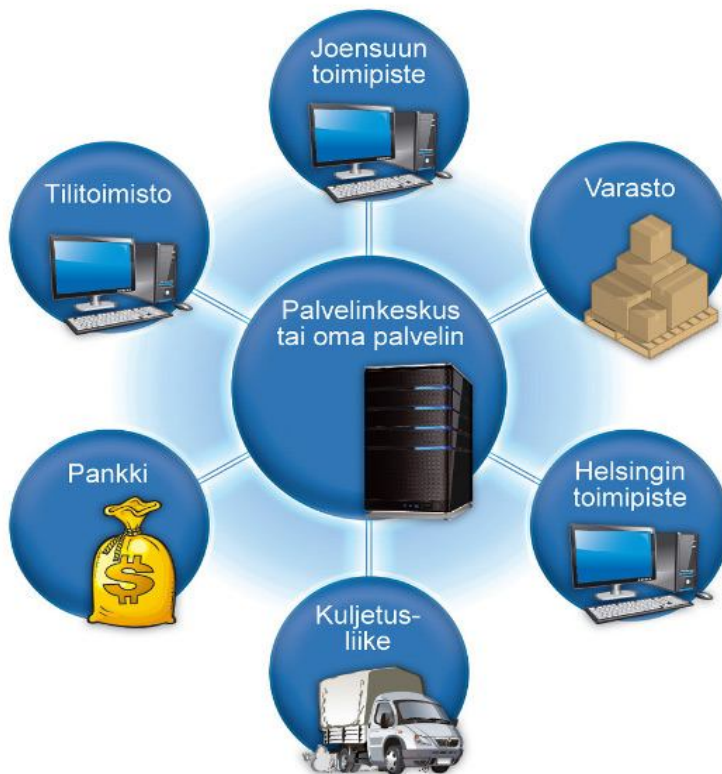 Joensuun
toimipiste
Tilitoimisto
Varasto
Palvelinkeskus
tai oma palvelin
Pankki
Helsingin
toimipiste
Kuljetus-
liike
$